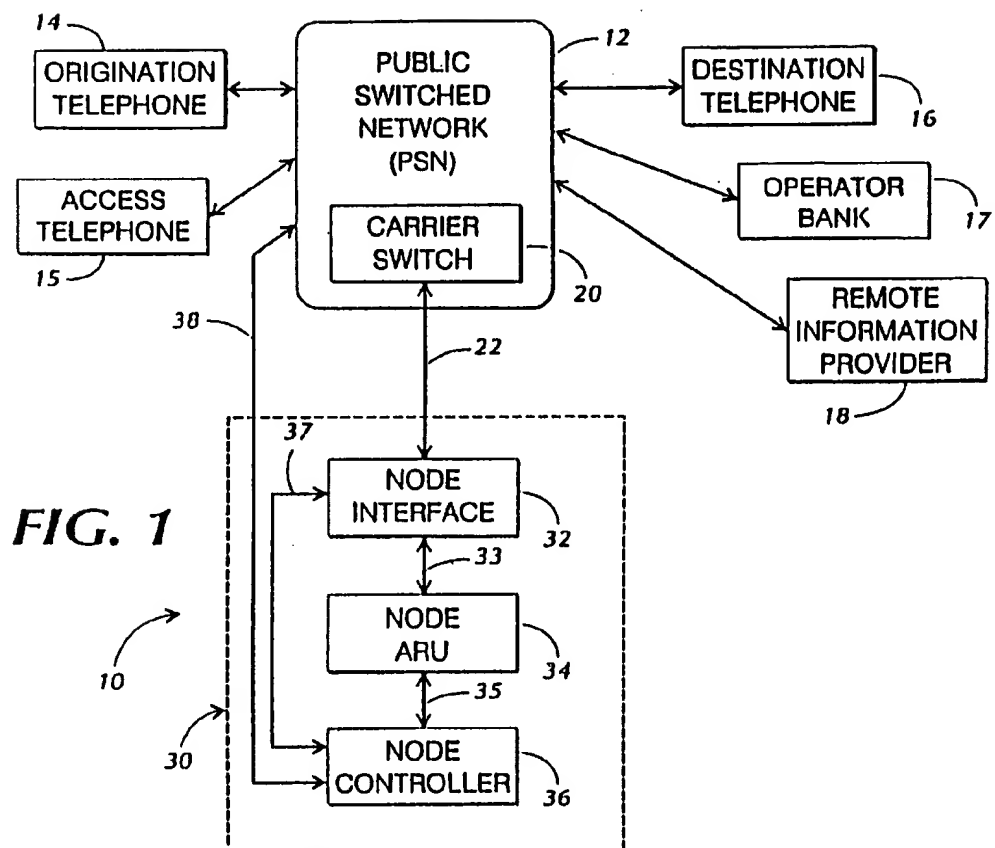 14
ORIGINATION
TELEPHONE
PUBLIC
SWITCHED
NETWORK
(PSN)
12
DESTINATION
TELEPHONE
16
ACCESS
TELEPHONE
15
OPERATOR
BANK
17
CARRIER
SWITCH
20
REMOTE
INFORMATION
PROVIDER
18
38
22
37
NODE
INTERFACE
32
FIG. 1
33
NODE
ARU
34
10
35
30
NODE
CONTROLLER
36